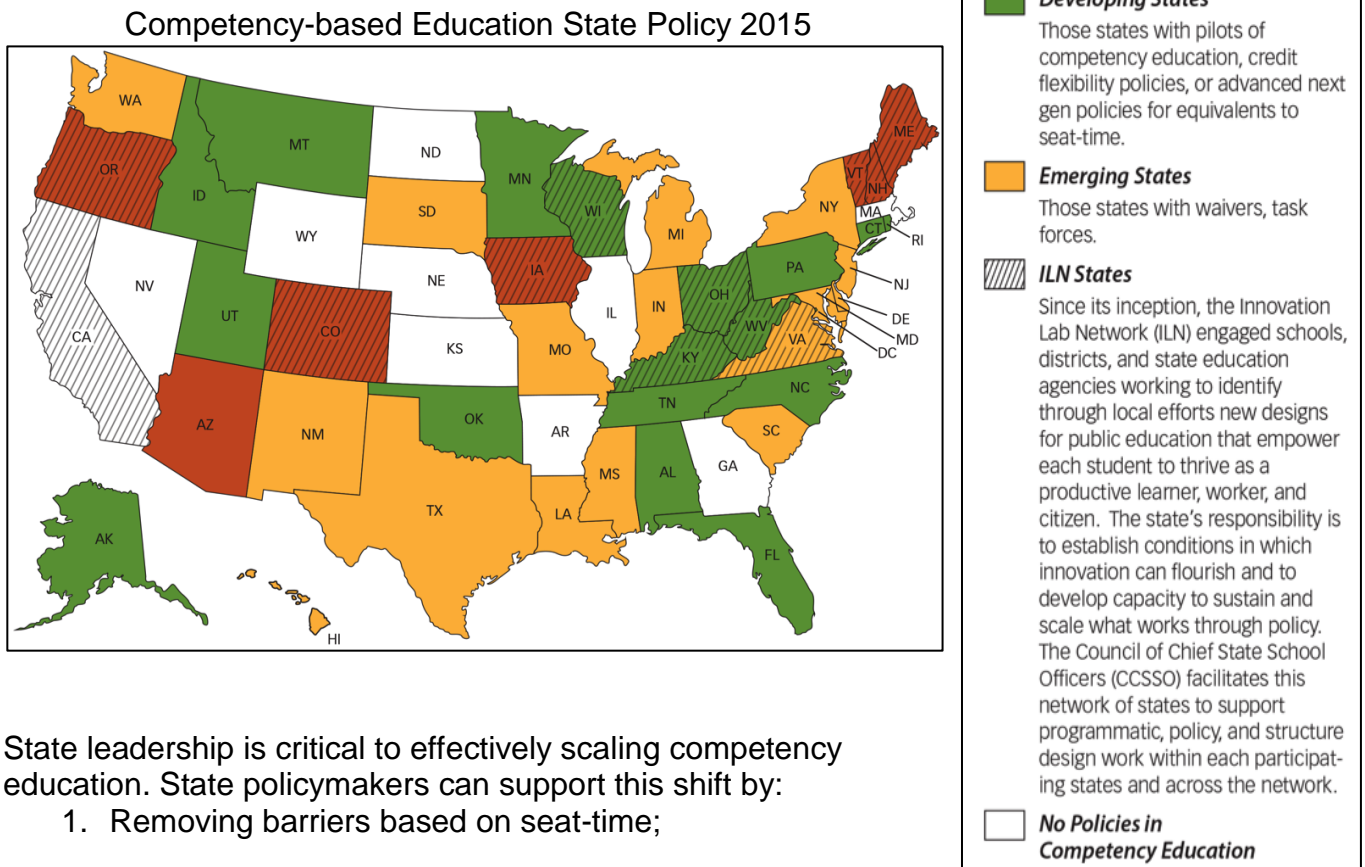 Competency-based Education State Policy 2015
WA
OR
CA
NV
ID
MT
WY
UT
CO
AZ
NM
ND
SD
NE
KS
OK
TX
MN
IA
MO
AR
LA
WI
IL
MI
IN
OH
KY
TN
MS
AL
GA
FL
SC
NC
VA
WV
PA
NY
VT
NH
ME
MA
CT
RI
NJ
DE
MD
DC
AK
HI
State leadership is critical to effectively scaling competency
education. State policymakers can support this shift by:
1. Removing barriers based on seat-time;
Developing States
Those states with pilots of
competency education, credit
flexibility policies, or advanced next
gen policies for equivalents to
seat-time.
Emerging States
Those states with waivers, task
forces.
ILN States
Since its inception, the Innovation
Lab Network (ILN) engaged schools,
districts, and state education
agencies working to identify
through local efforts new designs
for public education that empower
each student to thrive as a
productive learner, worker, and
citizen. The state's responsibility is
to establish conditions in which
innovation can flourish and to
develop capacity to sustain and
scale what works through policy.
The Council of Chief State School
Officers (CCSSO) facilitates this
network of states to support
programmatic, policy, and structure
design work within each participat-
ing states and across the network.
No Policies in
Competency Education